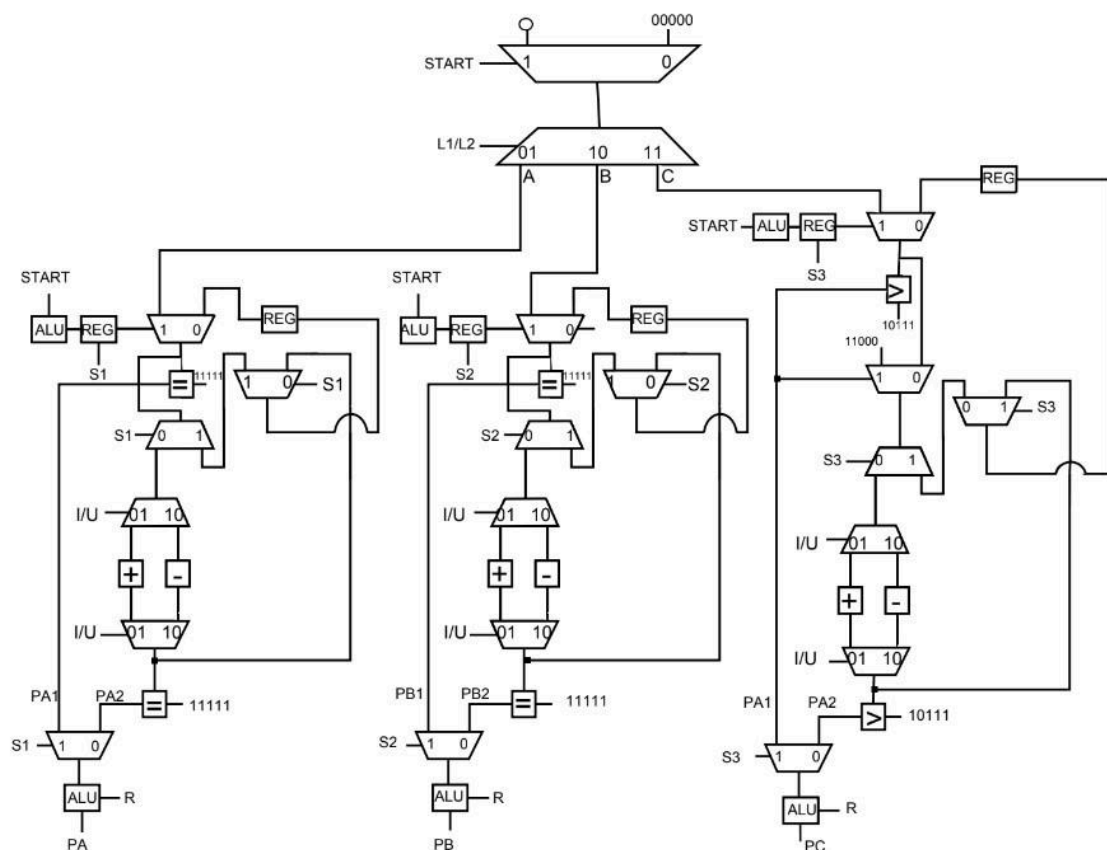 00000
START 1 0
L1/L2 01 10 11
A B C
REG
START ALU REG 1 0
S3
>
10111
START START
ALU REG 1 0 REG
S1
ALU REG 1 0 REG
S2
11000
1 0
= 11111 1 0 S1
= 11111 1 0 S2
0 1 S3
S1 0 1
S2 0 1
S3 0 1
I/U 01 10
I/U 01 10
I/U 01 10
+ -
+ -
+ -
I/U 01 10
I/U 01 10
I/U 01 10
PA1 PA2 = 11111
PB1 PB2 = 11111
PA1 PA2 > 10111
S1 1 0
S2 1 0
S3 1 0
ALU R
ALU R
ALU R
PA
PB
PC